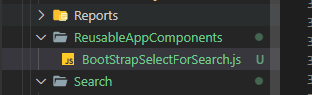 Reports
ReusableAppComponents
JS BootStrapSelectForSearch.js U
Search